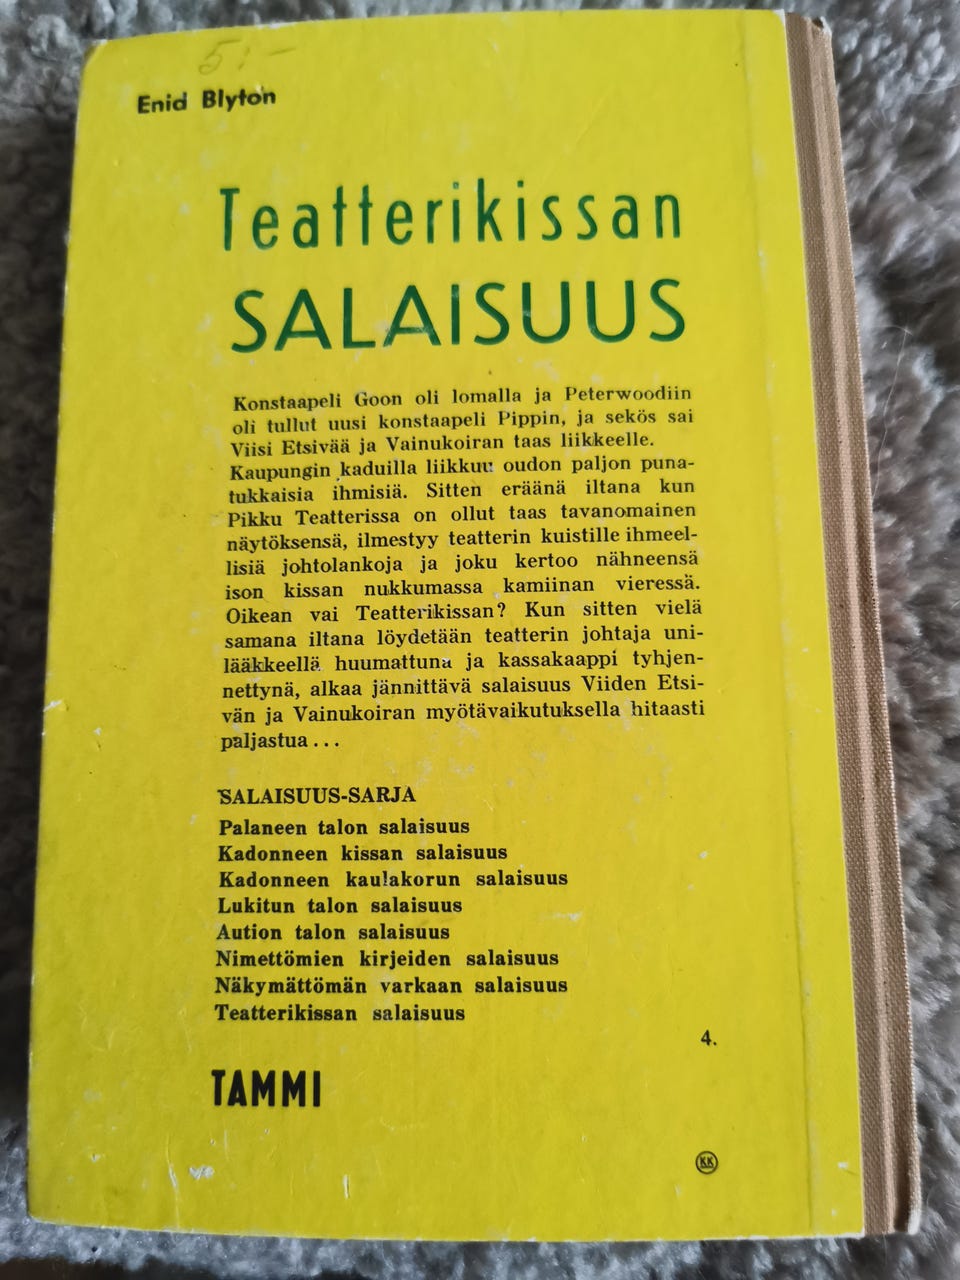 5:-
Enid Blyton
Teatterikissan
SALAISUUS
Konstaapeli Goon oli lomalla ja Peterwoodiin
oli tullut uusi konstaapeli Pippin, ja sekös sai
Viisi Etsivää ja Vainukoiran taas liikkeelle.
Kaupungin kaduilla liikkuu oudon paljon puna-
tukkaisia ihmisiä. Sitten eräänä iltana kun
Pikku Teatterissa on ollut taas tavanomainen
näytöksensä, ilmestyy teatterin kuistille ihmeel-
lisiä johtolankoja ja joku kertoo nähneensä
ison kissan nukkumassa kamiinan vieressä.
Oikean vai Teatterikissan? Kun sitten vielä
samana iltana löydetään teatterin johtaja uni-
lääkkeellä huumattuna ja kassakaappi tyhjen-
nettynä, alkaa jännittävä salaisuus Viiden Etsi-
vän ja Vainukoiran myötävaikutuksella hitaasti
paljastua...
SALAISUUS-SARJA
Palaneen talon salaisuus
Kadonneen kissan salaisuus
Kadonneen kaulakorun salaisuus
Lukitun talon salaisuus
Aution talon salaisuus
Nimettömien kirjeiden salaisuus
Näkymättömän varkaan salaisuus
Teatterikissan salaisuus
4.
TAMMI
KK